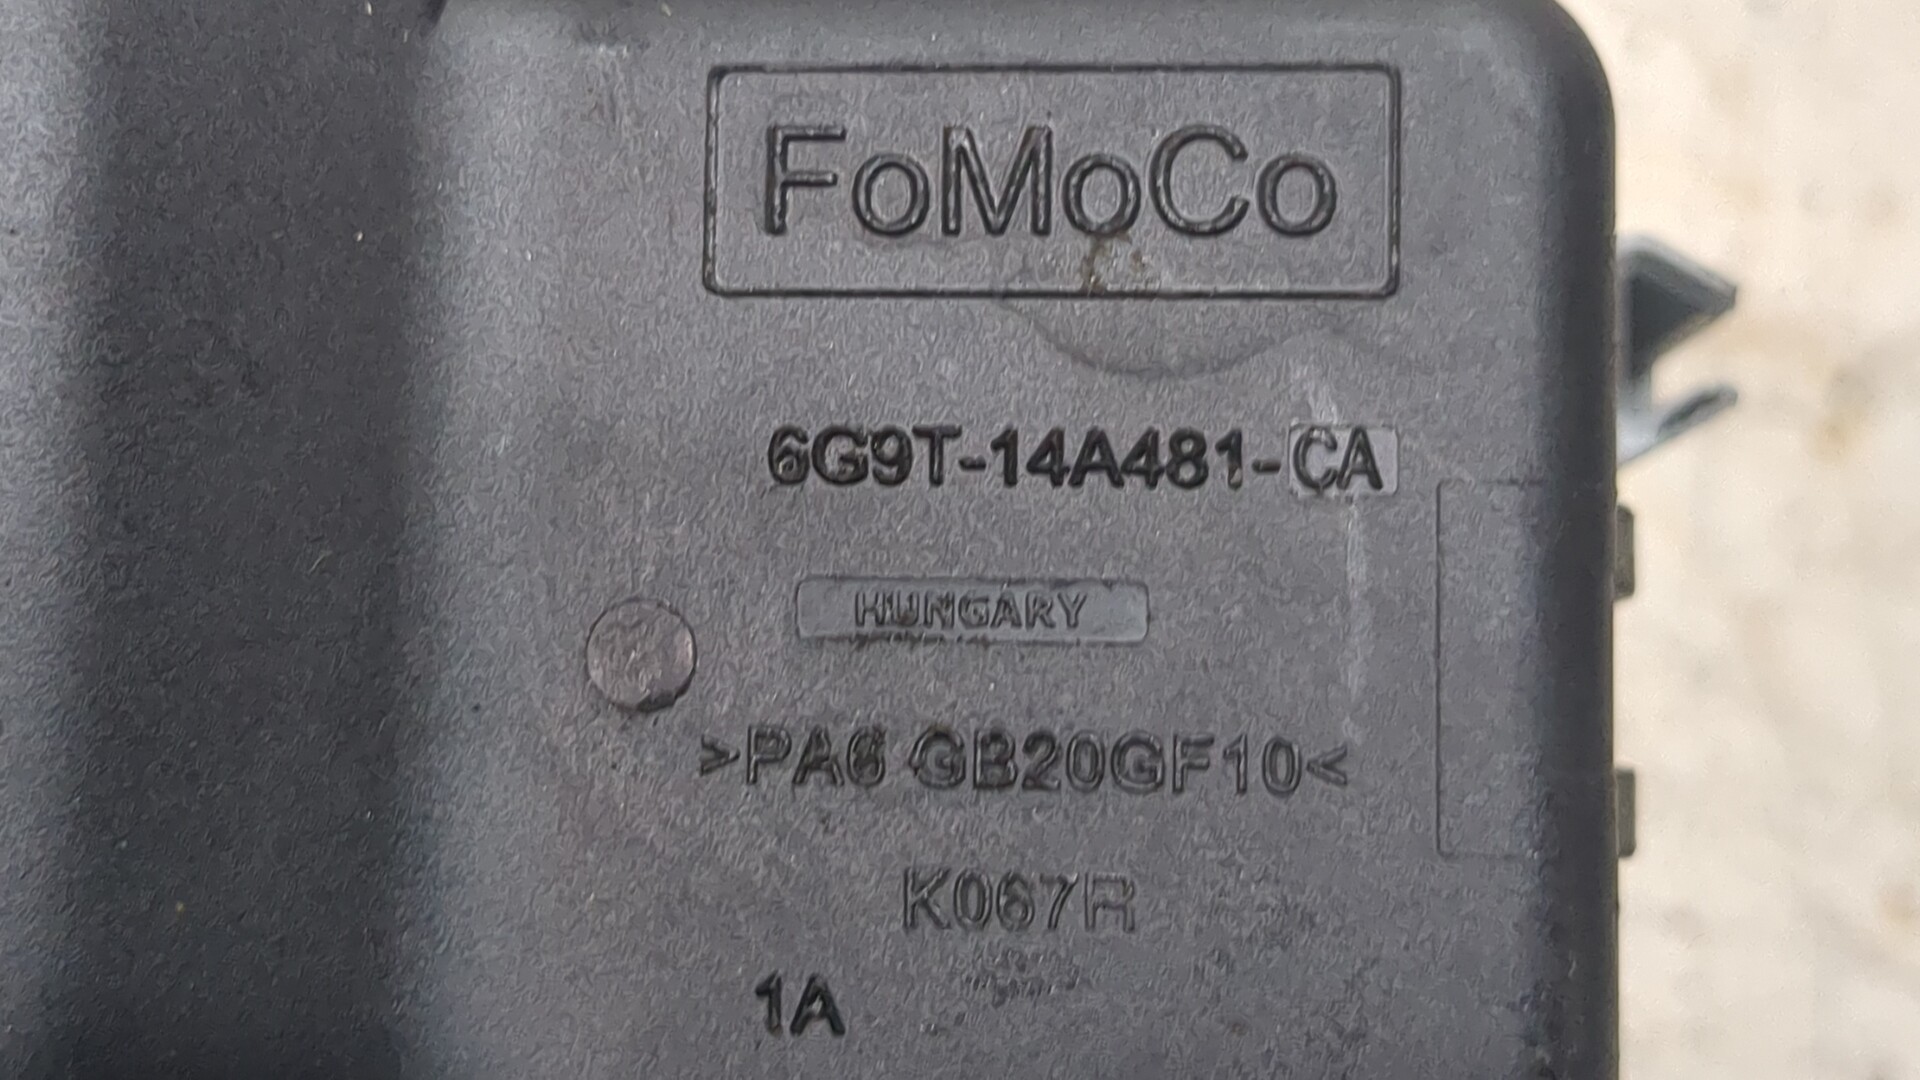 FoMoCo
6G9T-14A481-CA
HUNGARY
>PA6 GB20GF10<
K067R
1A